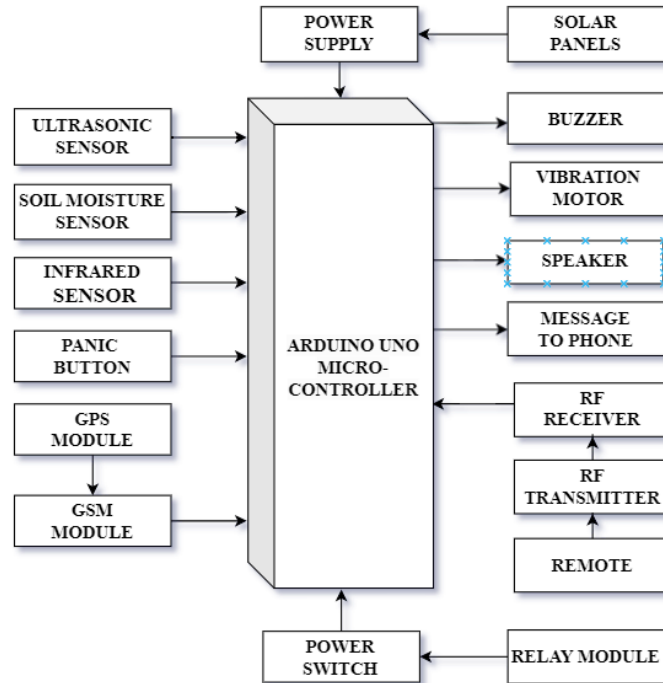 POWER
SUPPLY
SOLAR
PANELS
ULTRASONIC
SENSOR
SOIL MOISTURE
SENSOR
INFRARED
SENSOR
PANIC
BUTTON
GPS
MODULE
GSM
MODULE
ARDUINO UNO
MICRO-
CONTROLLER
BUZZER
VIBRATION
MOTOR
SPEAKER
MESSAGE
TO PHONE
RF
RECEIVER
RF
TRANSMITTER
REMOTE
POWER
SWITCH
RELAY MODULE